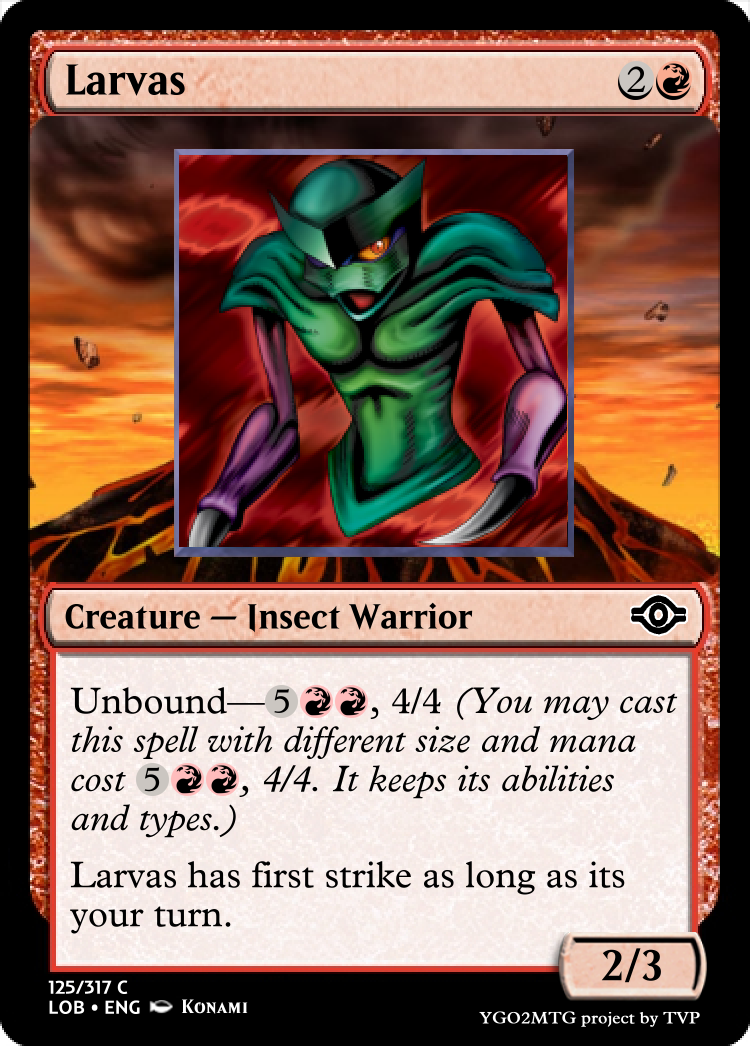 Larvas 2
Creature — Insect Warrior
Unbound—5, 4/4 (You may cast
this spell with different size and mana
cost 5, 4/4. It keeps its abilities
and types.)
Larvas has first strike as long as its
your turn.
2/3
125/317 C
LOB • ENG Konami
YGO2MTG project by TVP